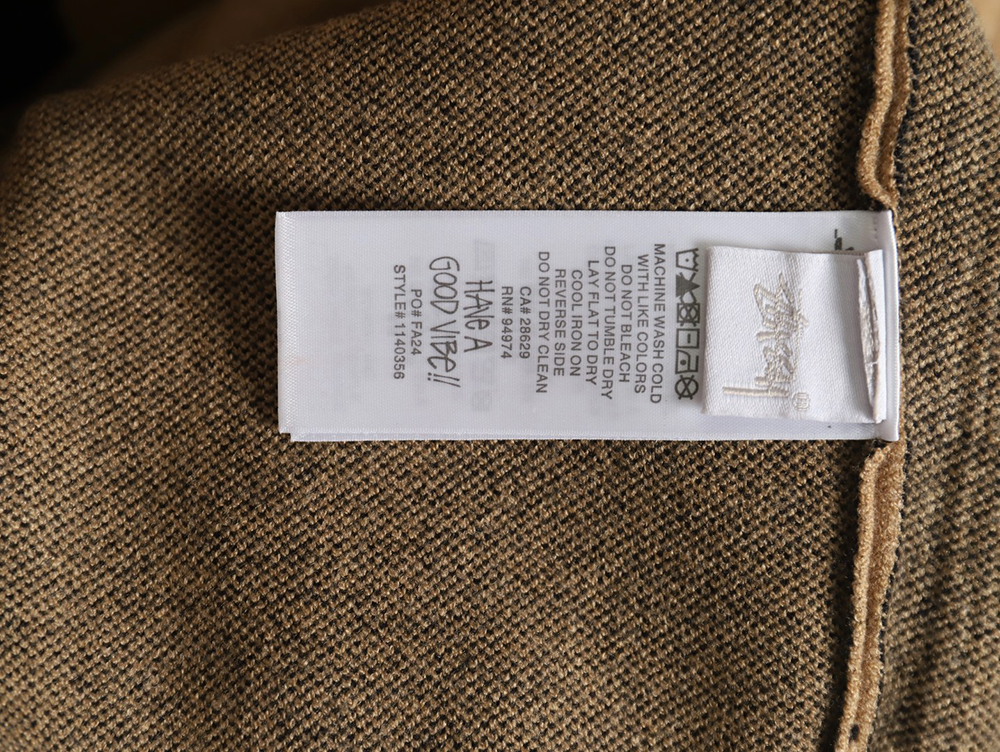 Stüssy
®
MACHINE WASH COLD
WITH LIKE COLORS
DO NOT BLEACH
DO NOT TUMBLE DRY
LAY FLAT TO DRY
COOL IRON ON
REVERSE SIDE
DO NOT DRY CLEAN
CA# 28629
RN# 94974
HAVE A
GOOD VIBE!!
PO# FA24
STYLE# 1140356